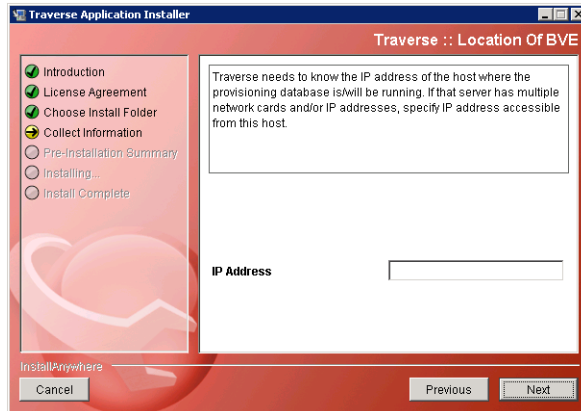 Traverse Application Installer
Traverse :: Location Of BVE
Introduction
License Agreement
Choose Install Folder
Collect Information
Pre-Installation Summary
Installing...
Install Complete
Traverse needs to know the IP address of the host where the
provisioning database is/will be running. If that server has multiple
network cards and/or IP addresses, specify IP address accessible
from this host.
IP Address
InstallAnywhere
Cancel
Previous
Next